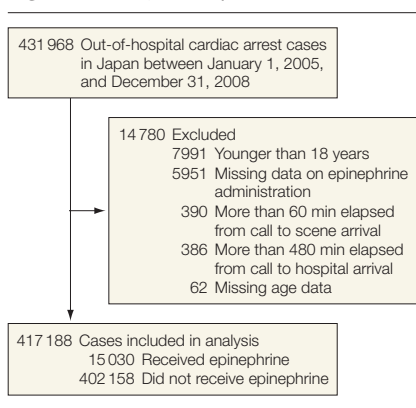 431 968 Out-of-hospital cardiac arrest cases
in Japan between January 1, 2005,
and December 31, 2008
14 780 Excluded
7991 Younger than 18 years
5951 Missing data on epinephrine
administration
390 More than 60 min elapsed
from call to scene arrival
386 More than 480 min elapsed
from call to hospital arrival
62 Missing age data
417 188 Cases included in analysis
15 030 Received epinephrine
402 158 Did not receive epinephrine